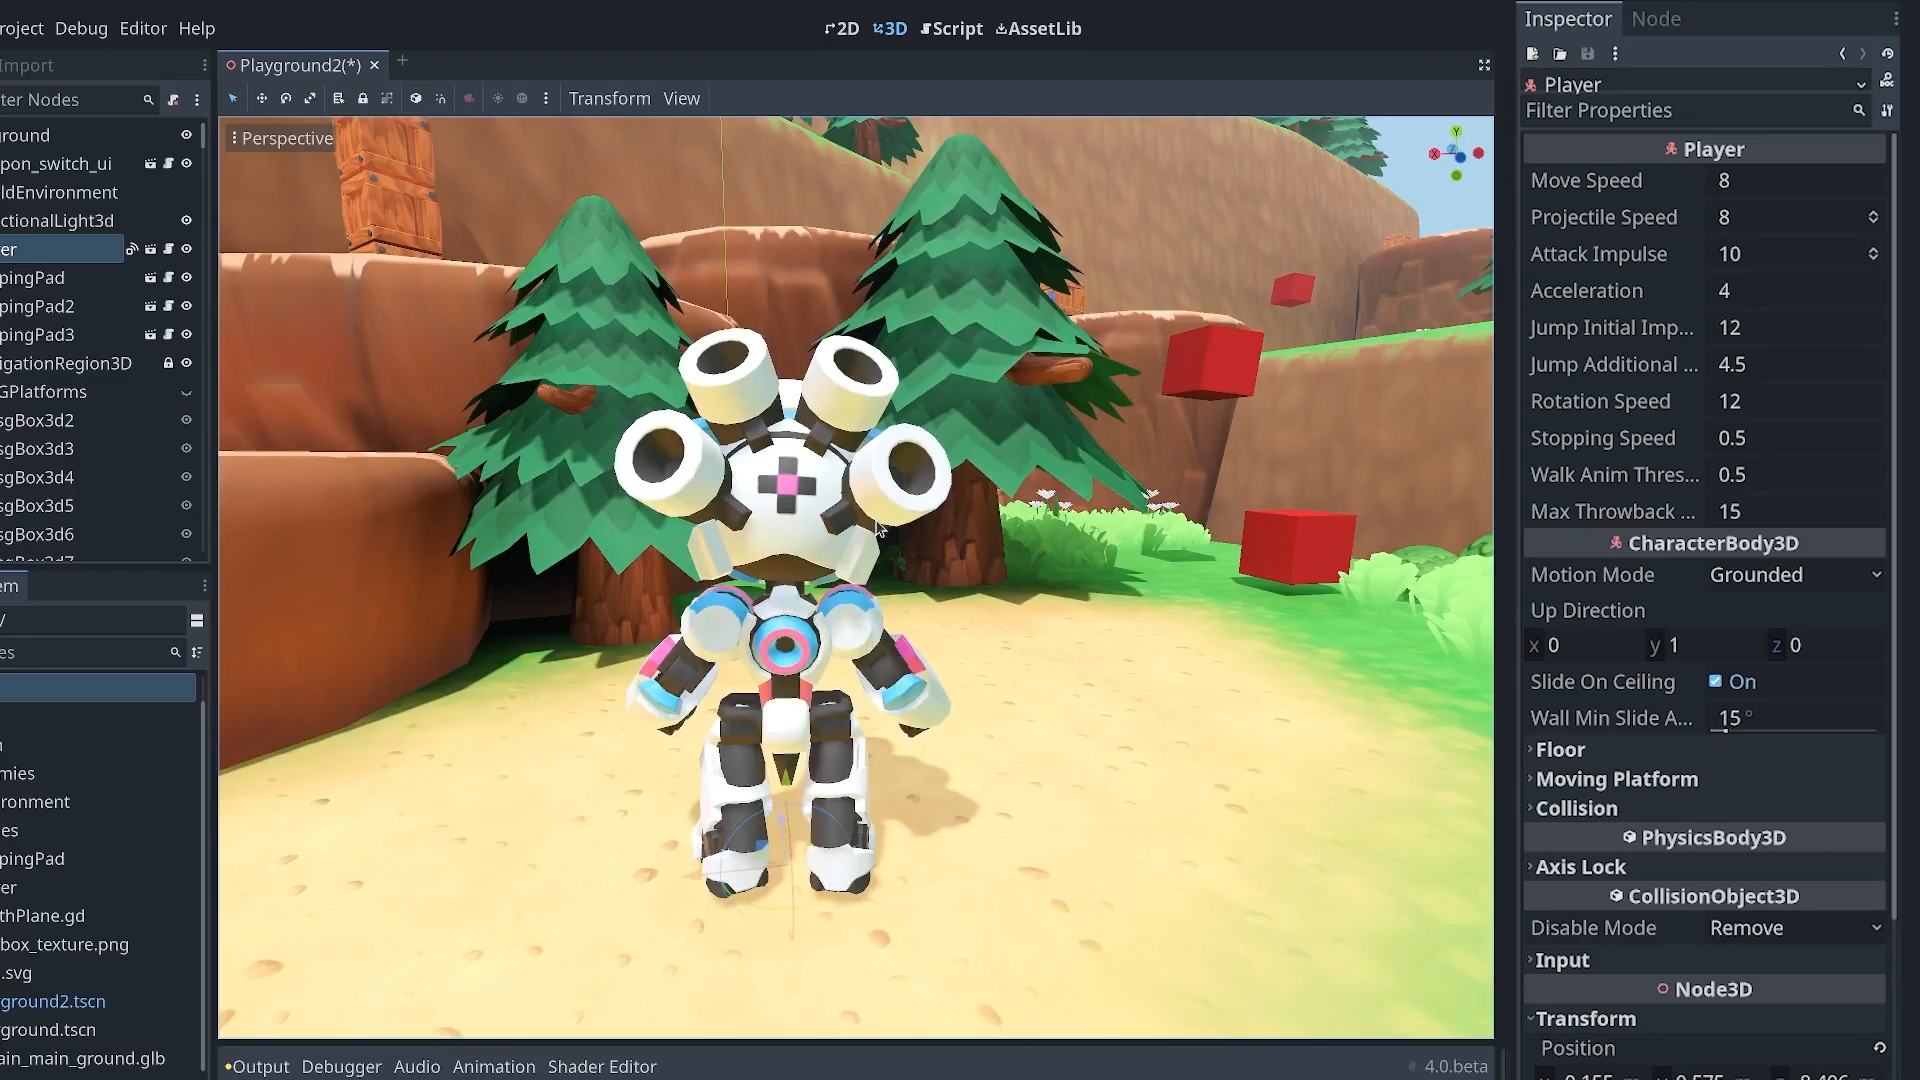 roject Debug Editor Help
2D 3D Script AssetLib
Import
ter Nodes
ground
pon_switch_ui
ldEnvironment
ctionalLight3d
er
pingPad
pingPad2
pingPad3
igationRegion3D
GPlatforms
sgBox3d2
sgBox3d3
sgBox3d4
sgBox3d5
sgBox3d6
em
/
es
mies
ronment
es
pingPad
er
thPlane.gd
box_texture.png
.svg
ground2.tscn
ground.tscn
ain_main_ground.glb
Playground2(*)
Transform View
Perspective
Y
X
Z
Output Debugger Audio Animation Shader Editor
4.0.beta
Inspector Node
Player
Filter Properties
Player
Move Speed 8
Projectile Speed 8
Attack Impulse 10
Acceleration 4
Jump Initial Imp... 12
Jump Additional ... 4.5
Rotation Speed 12
Stopping Speed 0.5
Walk Anim Thres... 0.5
Max Throwback ... 15
CharacterBody3D
Motion Mode Grounded
Up Direction
x 0 y 1 z 0
Slide On Ceiling On
Wall Min Slide A... 15 °
Floor
Moving Platform
Collision
PhysicsBody3D
Axis Lock
CollisionObject3D
Disable Mode Remove
Input
Node3D
Transform
Position